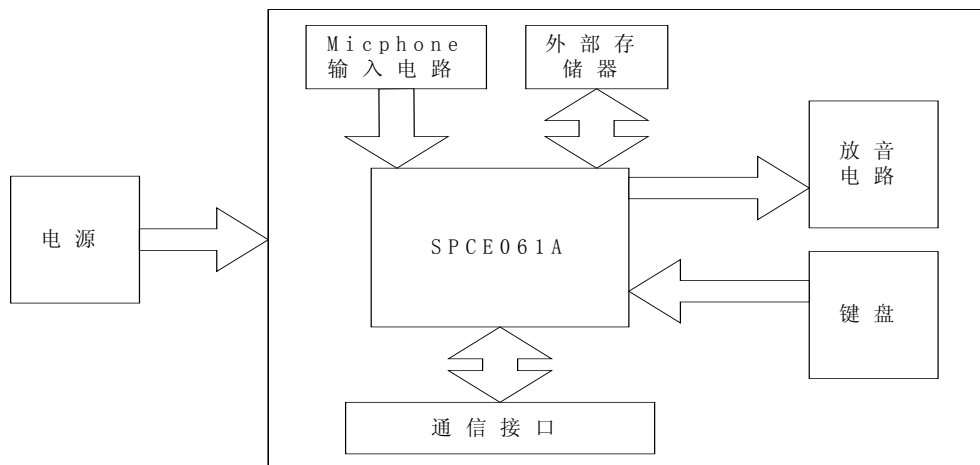 Micphone
输入电路
外部存
储器
放音
电路
电源
SPCE061A
键盘
通信接口